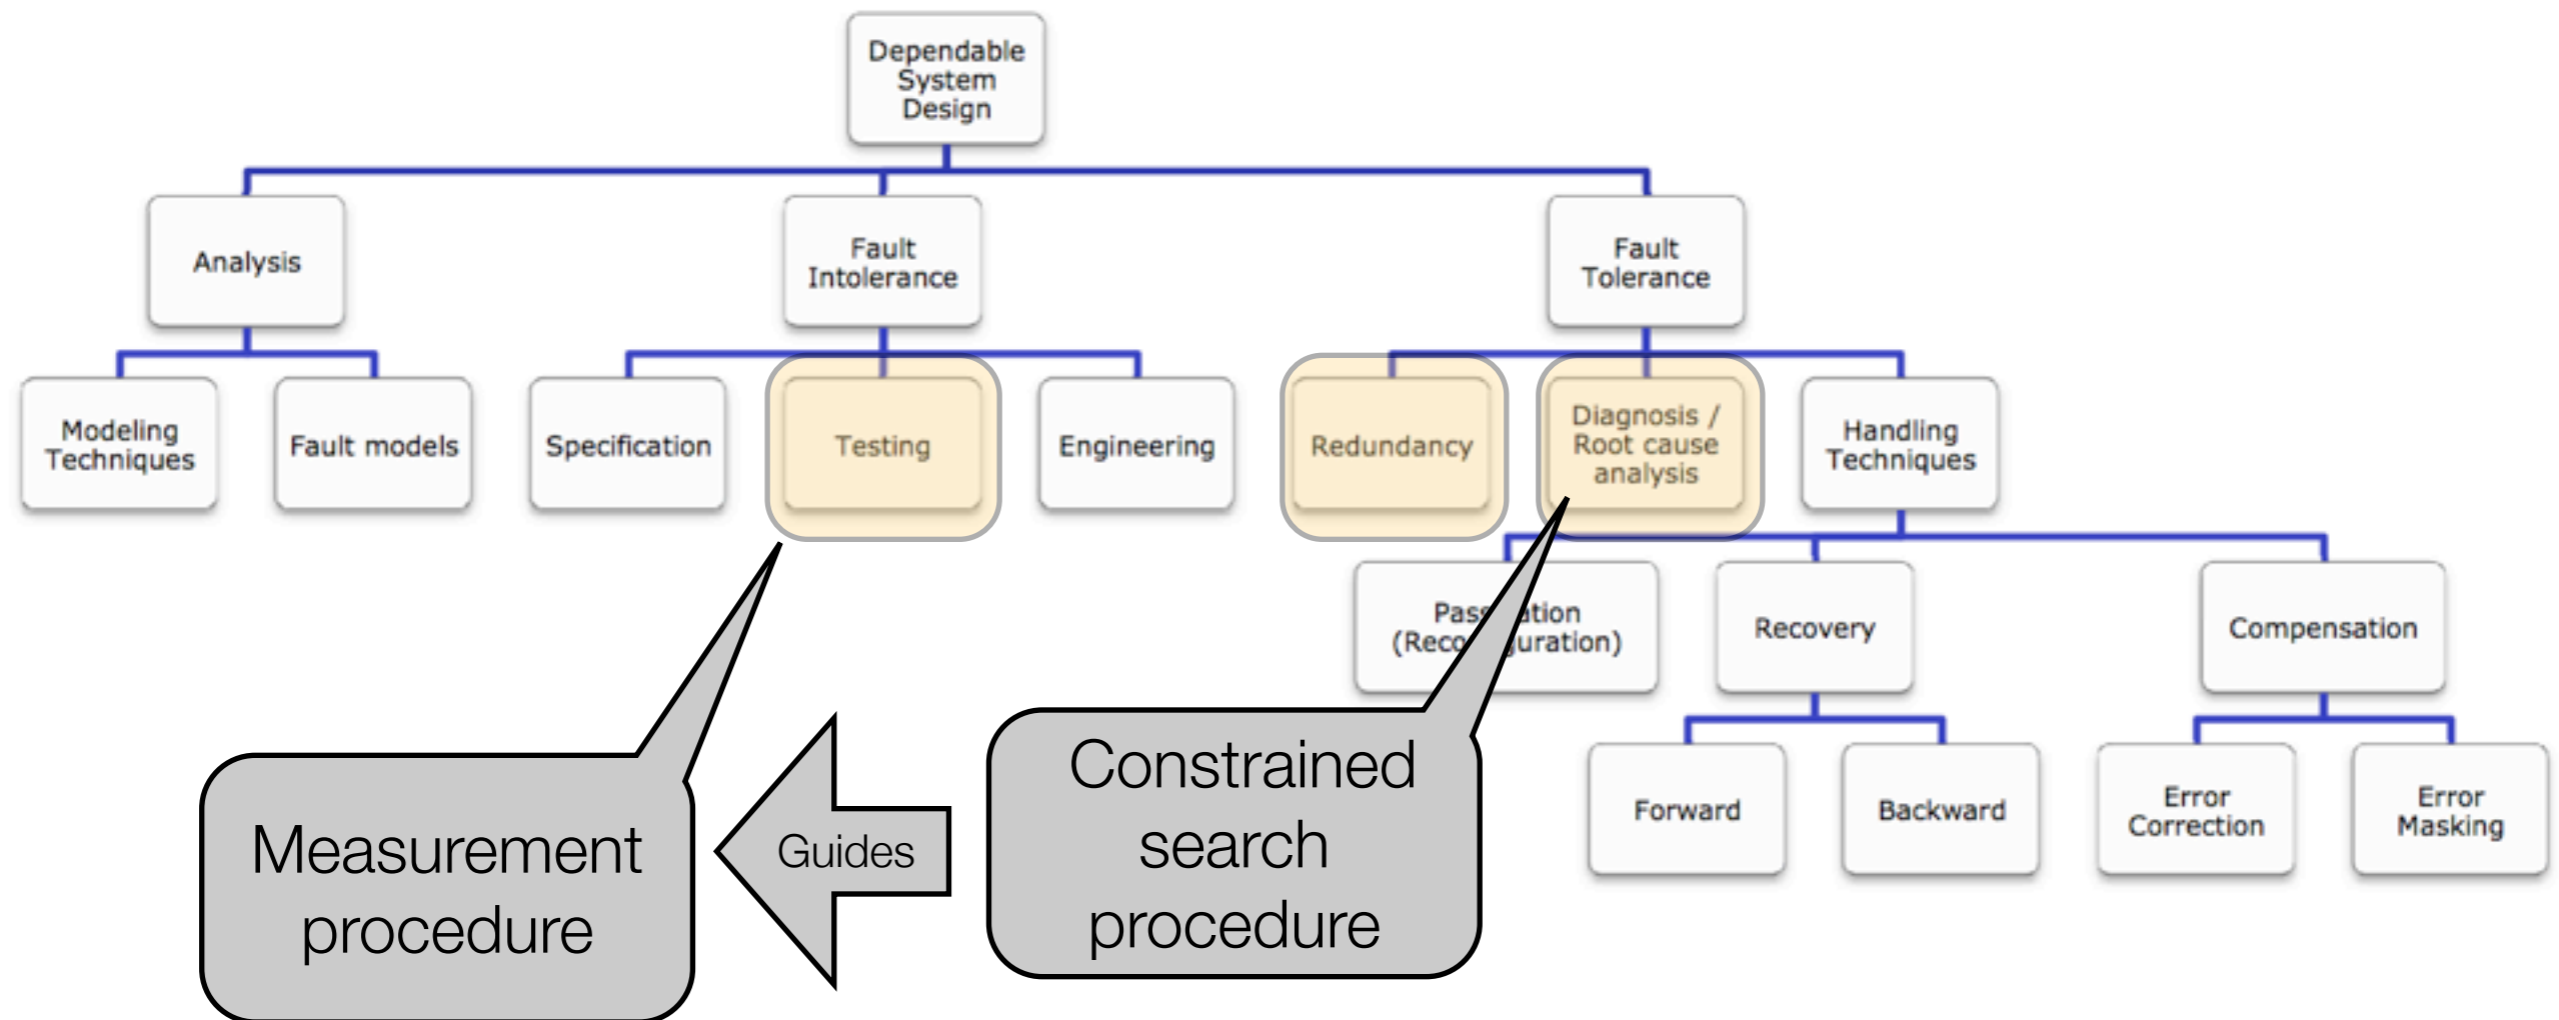 Dependable
System
Design
Analysis
Fault
Intolerance
Fault
Tolerance
Modeling
Techniques
Fault models
Specification
Testing
Engineering
Redundancy
Diagnosis /
Root cause
analysis
Handling
Techniques
Recovery
Compensation
Measurement
procedure
Guides
Constrained
search
procedure
Forward
Backward
Error
Correction
Error
Masking